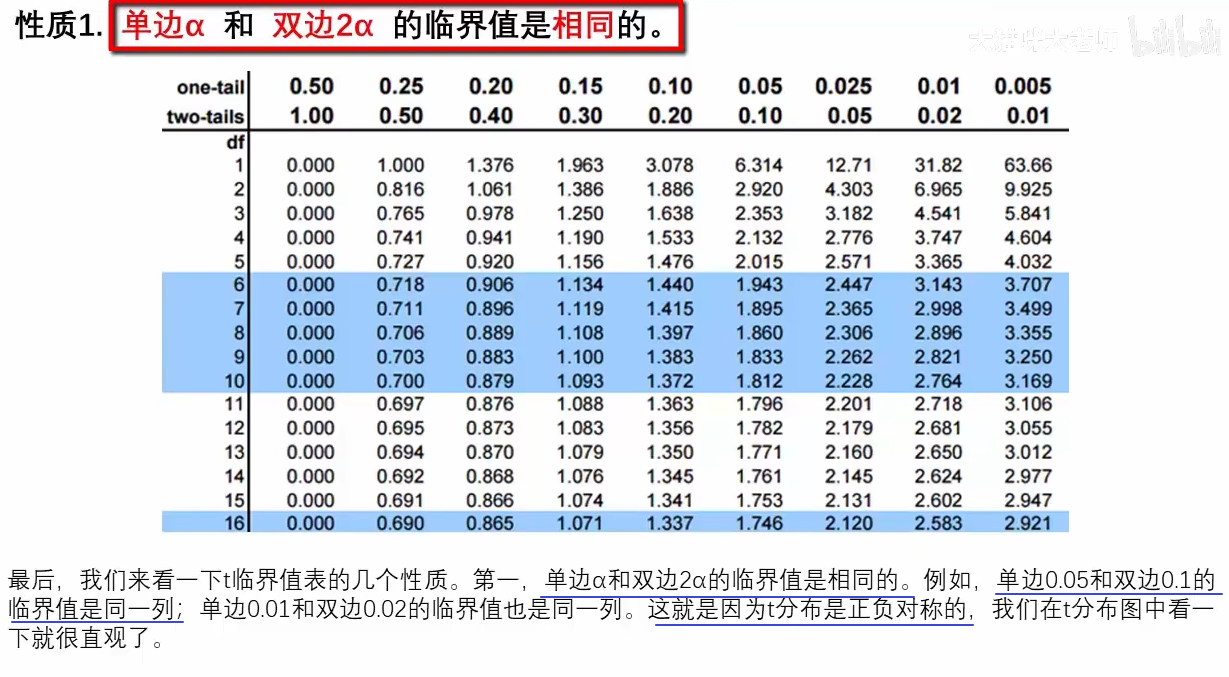 性质1. 单边α 和 双边2α 的临界值是相同的。
one-tail 0.50 0.25 0.20 0.15 0.10 0.05 0.025 0.01 0.005
two-tails 1.00 0.50 0.40 0.30 0.20 0.10 0.05 0.02 0.01
df
1 0.000 1.000 1.376 1.963 3.078 6.314 12.71 31.82 63.66
2 0.000 0.816 1.061 1.386 1.886 2.920 4.303 6.965 9.925
3 0.000 0.765 0.978 1.250 1.638 2.353 3.182 4.541 5.841
4 0.000 0.741 0.941 1.190 1.533 2.132 2.776 3.747 4.604
5 0.000 0.727 0.920 1.156 1.476 2.015 2.571 3.365 4.032
6 0.000 0.718 0.906 1.134 1.440 1.943 2.447 3.143 3.707
7 0.000 0.711 0.896 1.119 1.415 1.895 2.365 2.998 3.499
8 0.000 0.706 0.889 1.108 1.397 1.860 2.306 2.896 3.355
9 0.000 0.703 0.883 1.100 1.383 1.833 2.262 2.821 3.250
10 0.000 0.700 0.879 1.093 1.372 1.812 2.228 2.764 3.169
11 0.000 0.697 0.876 1.088 1.363 1.796 2.201 2.718 3.106
12 0.000 0.695 0.873 1.083 1.356 1.782 2.179 2.681 3.055
13 0.000 0.694 0.870 1.079 1.350 1.771 2.160 2.650 3.012
14 0.000 0.692 0.868 1.076 1.345 1.761 2.145 2.624 2.977
15 0.000 0.691 0.866 1.074 1.341 1.753 2.131 2.602 2.947
16 0.000 0.690 0.865 1.071 1.337 1.746 2.120 2.583 2.921
最后，我们来看一下t临界值表的几个性质。第一，单边α和双边2α的临界值是相同的。例如，单边0.05和双边0.1的
临界值是同一列；单边0.01和双边0.02的临界值也是同一列。这就是因为t分布是正负对称的，我们在t分布图中看一
下就很直观了。
bilibili